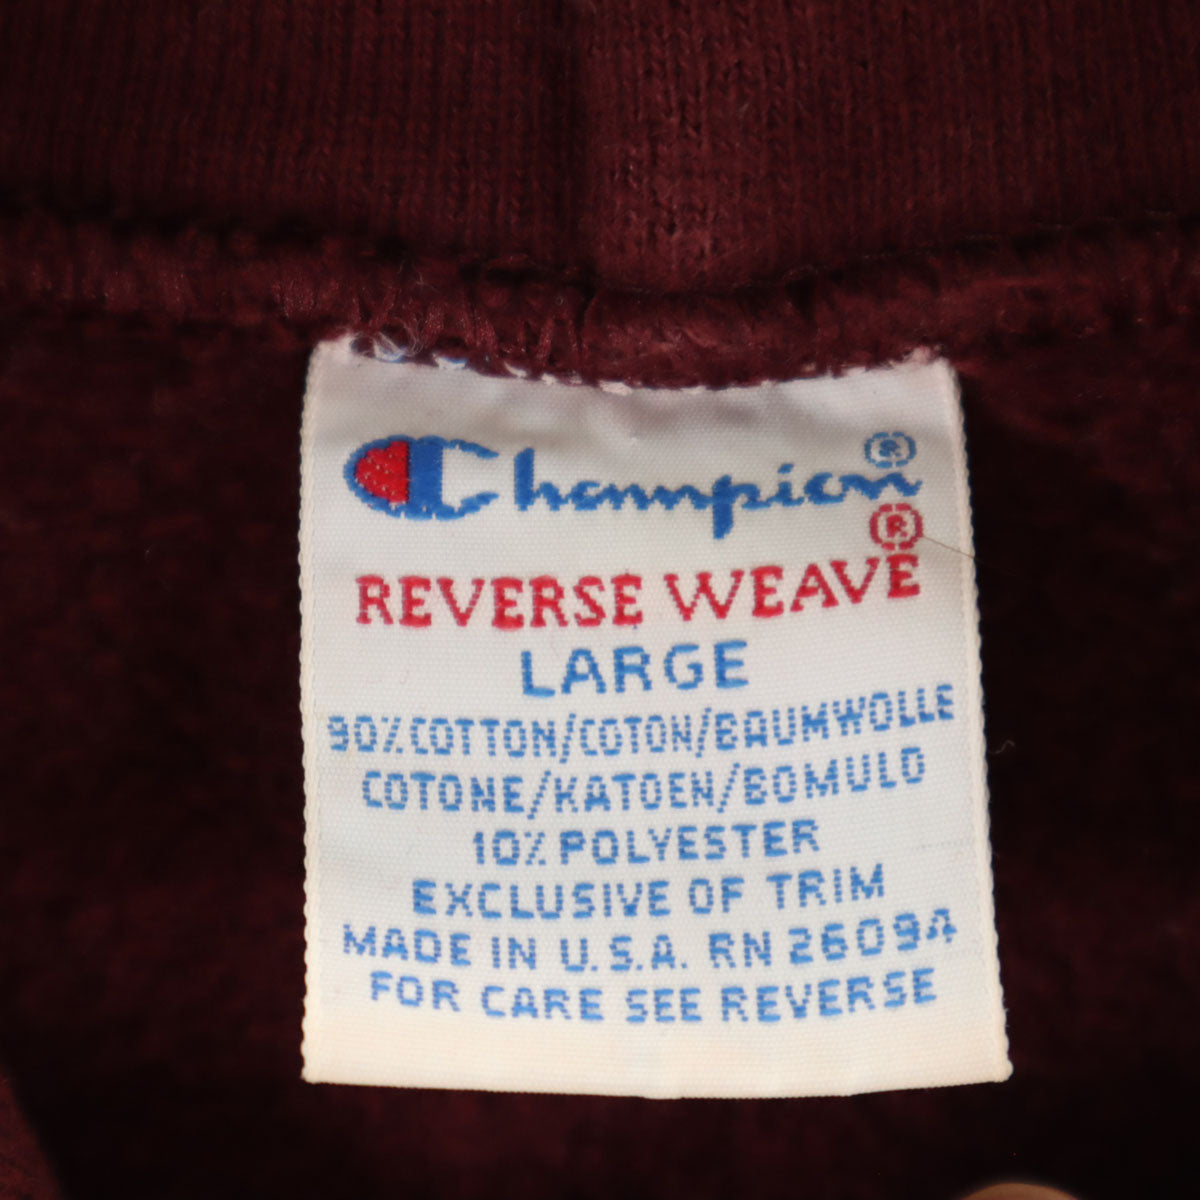 Champion®
REVERSE WEAVE®
LARGE
90% COTTON/COTON/BAUMWOLLE
COTONE/KATOEN/BOMULD
10% POLYESTER
EXCLUSIVE OF TRIM
MADE IN U.S.A. RN 26094
FOR CARE SEE REVERSE